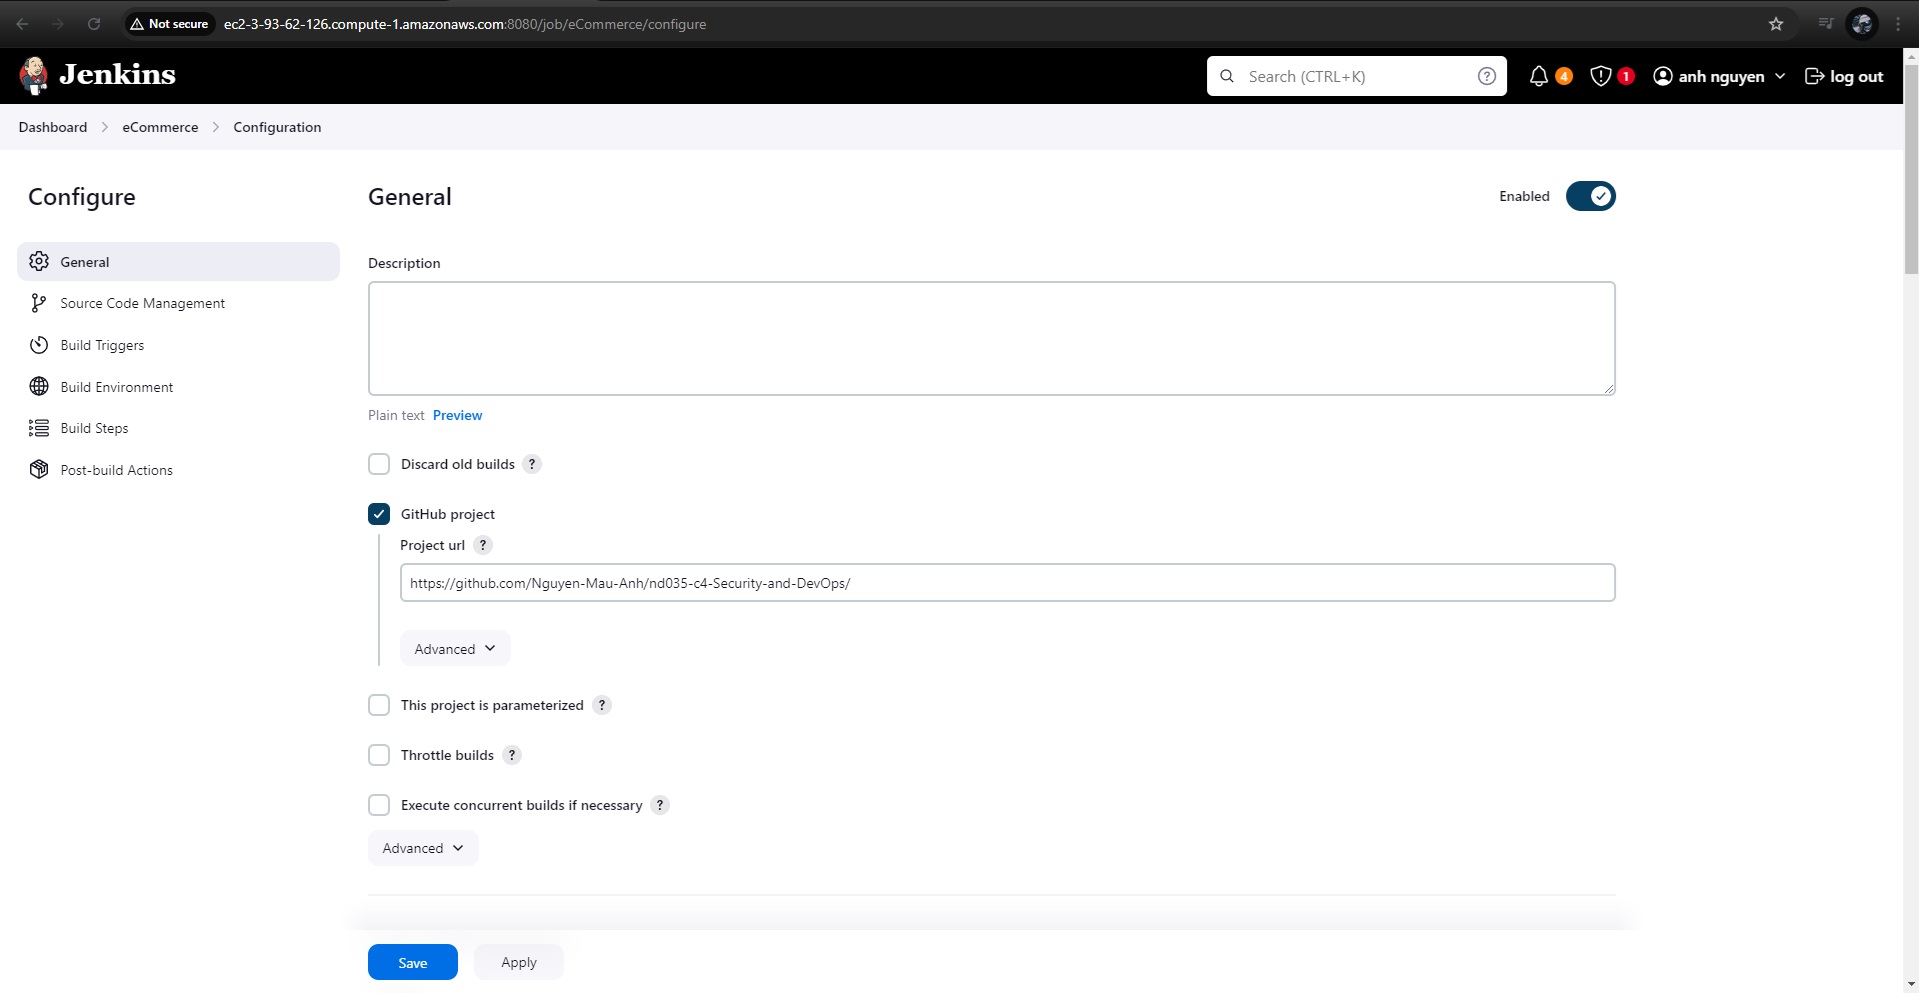 Not secure ec2-3-93-62-126.compute-1.amazonaws.com:8080/job/eCommerce/configure
Jenkins
Search (CTRL+K) ?
4
1
anh nguyen
log out
Dashboard > eCommerce > Configuration
Configure
General
Source Code Management
Build Triggers
Build Environment
Build Steps
Post-build Actions
General
Enabled
Description
Plain text Preview
Discard old builds ?
GitHub project
Project url ?
https://github.com/Nguyen-Mau-Anh/nd035-c4-Security-and-DevOps/
Advanced
This project is parameterized ?
Throttle builds ?
Execute concurrent builds if necessary ?
Advanced
Save Apply